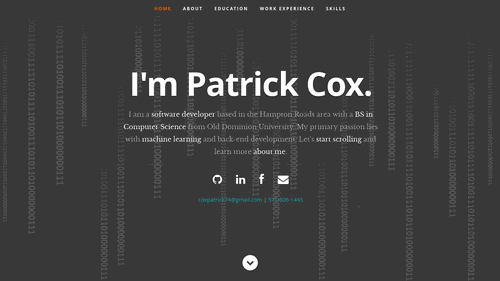 HOME ABOUT EDUCATION WORK EXPERIENCE SKILLS
I'm Patrick Cox.
I am a software developer based in the Hampton Roads area with a BS in
Computer Science from Old Dominion University. My primary passion lies
with machine learning and back-end development. Let's start scrolling and
learn more about me.